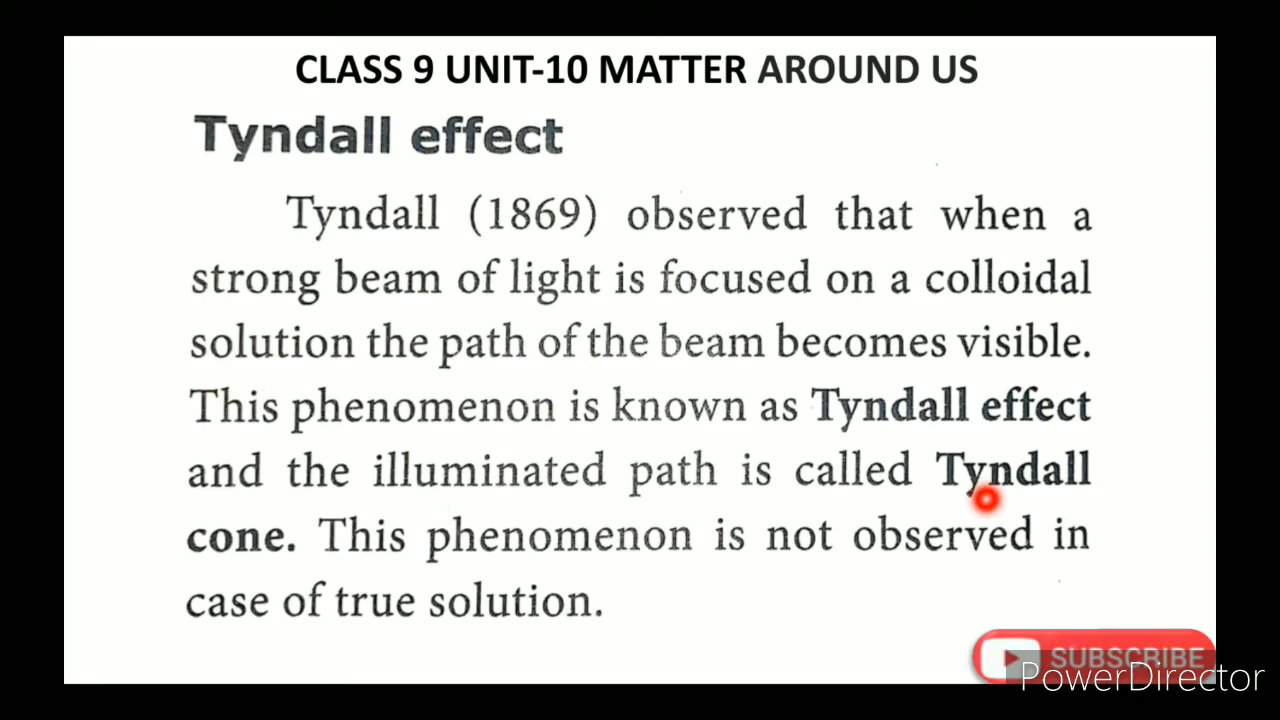 CLASS 9 UNIT-10 MATTER AROUND US
Tyndall effect
Tyndall (1869) observed that when a
strong beam of light is focused on a colloidal
solution the path of the beam becomes visible.
This phenomenon is known as Tyndall effect
and the illuminated path is called Tyndall
cone. This phenomenon is not observed in
case of true solution.
SUBSCRIBE
PowerDirector